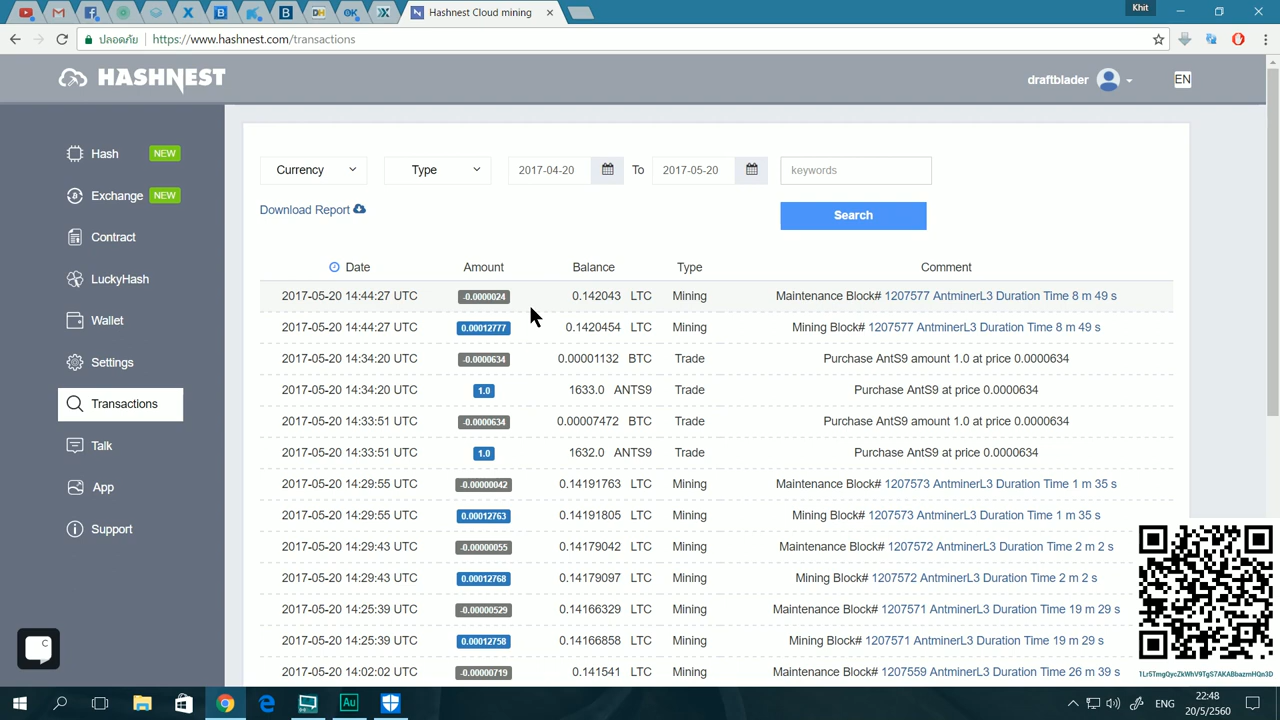 Hashnest Cloud mining
Khit
ปลอดภัย
https://www.hashnest.com/transactions
HASHNEST
draftblader
EN
Hash NEW
Exchange NEW
Contract
LuckyHash
Wallet
Settings
Transactions
Talk
App
Support
Currency Type 2017-04-20 To 2017-05-20 keywords
Download Report Search
Date Amount Balance Type Comment
2017-05-20 14:44:27 UTC -0.0000024 0.142043 LTC Mining Maintenance Block# 1207577 AntminerL3 Duration Time 8 m 49 s
2017-05-20 14:44:27 UTC 0.00012777 0.1420454 LTC Mining Mining Block# 1207577 AntminerL3 Duration Time 8 m 49 s
2017-05-20 14:34:20 UTC -0.0000634 0.00001132 BTC Trade Purchase AntS9 amount 1.0 at price 0.0000634
2017-05-20 14:34:20 UTC 1.0 1633.0 ANTS9 Trade Purchase AntS9 at price 0.0000634
2017-05-20 14:33:51 UTC -0.0000634 0.00007472 BTC Trade Purchase AntS9 amount 1.0 at price 0.0000634
2017-05-20 14:33:51 UTC 1.0 1632.0 ANTS9 Trade Purchase AntS9 at price 0.0000634
2017-05-20 14:29:55 UTC -0.00000042 0.14191763 LTC Mining Maintenance Block# 1207573 AntminerL3 Duration Time 1 m 35 s
2017-05-20 14:29:55 UTC 0.00012763 0.14191805 LTC Mining Mining Block# 1207573 AntminerL3 Duration Time 1 m 35 s
2017-05-20 14:29:43 UTC -0.00000055 0.14179042 LTC Mining Maintenance Block# 1207572 AntminerL3 Duration Time 2 m 2 s
2017-05-20 14:29:43 UTC 0.00012768 0.14179097 LTC Mining Mining Block# 1207572 AntminerL3 Duration Time 2 m 2 s
2017-05-20 14:25:39 UTC -0.00000529 0.14166329 LTC Mining Maintenance Block# 1207571 AntminerL3 Duration Time 19 m 29 s
2017-05-20 14:25:39 UTC 0.00012758 0.14166858 LTC Mining Mining Block# 1207571 AntminerL3 Duration Time 19 m 29 s
2017-05-20 14:02:02 UTC -0.00000719 0.141541 LTC Mining Maintenance Block# 1207559 AntminerL3 Duration Time 26 m 39 s
1Lr5TmgQycZkWhV9TgS7AKABbazmHQn3D
ENG
22:48
20/5/2560